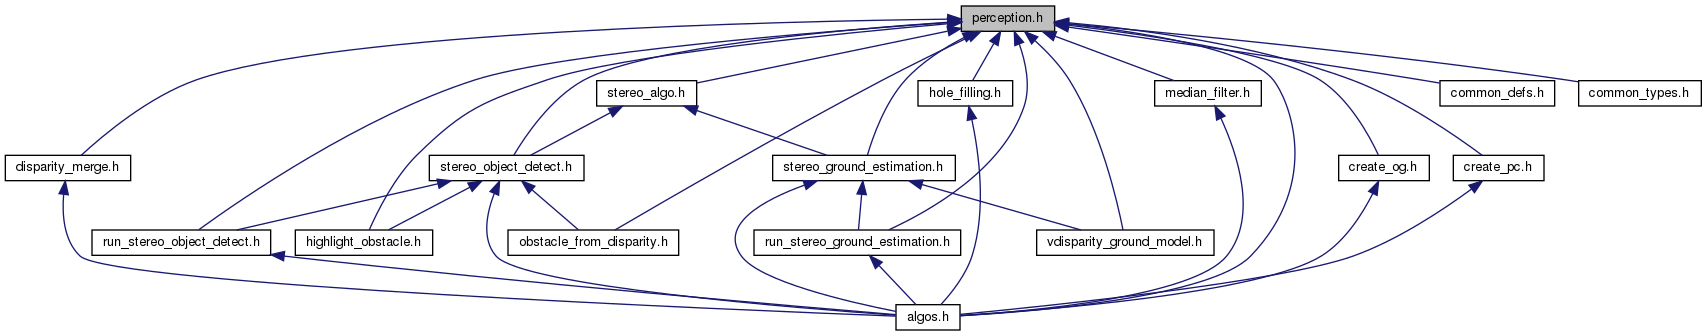 perception.h
stereo_algo.h
hole_filling.h
median_filter.h
common_defs.h
common_types.h
disparity_merge.h
stereo_object_detect.h
stereo_ground_estimation.h
create_og.h
create_pc.h
run_stereo_object_detect.h
highlight_obstacle.h
obstacle_from_disparity.h
run_stereo_ground_estimation.h
vdisparity_ground_model.h
algos.h